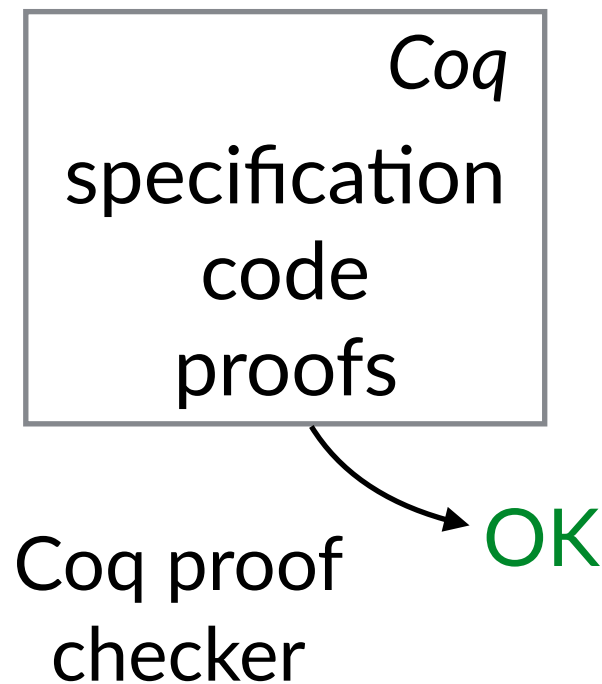 Coq
specification
code
proofs
OK
Coq proof
checker